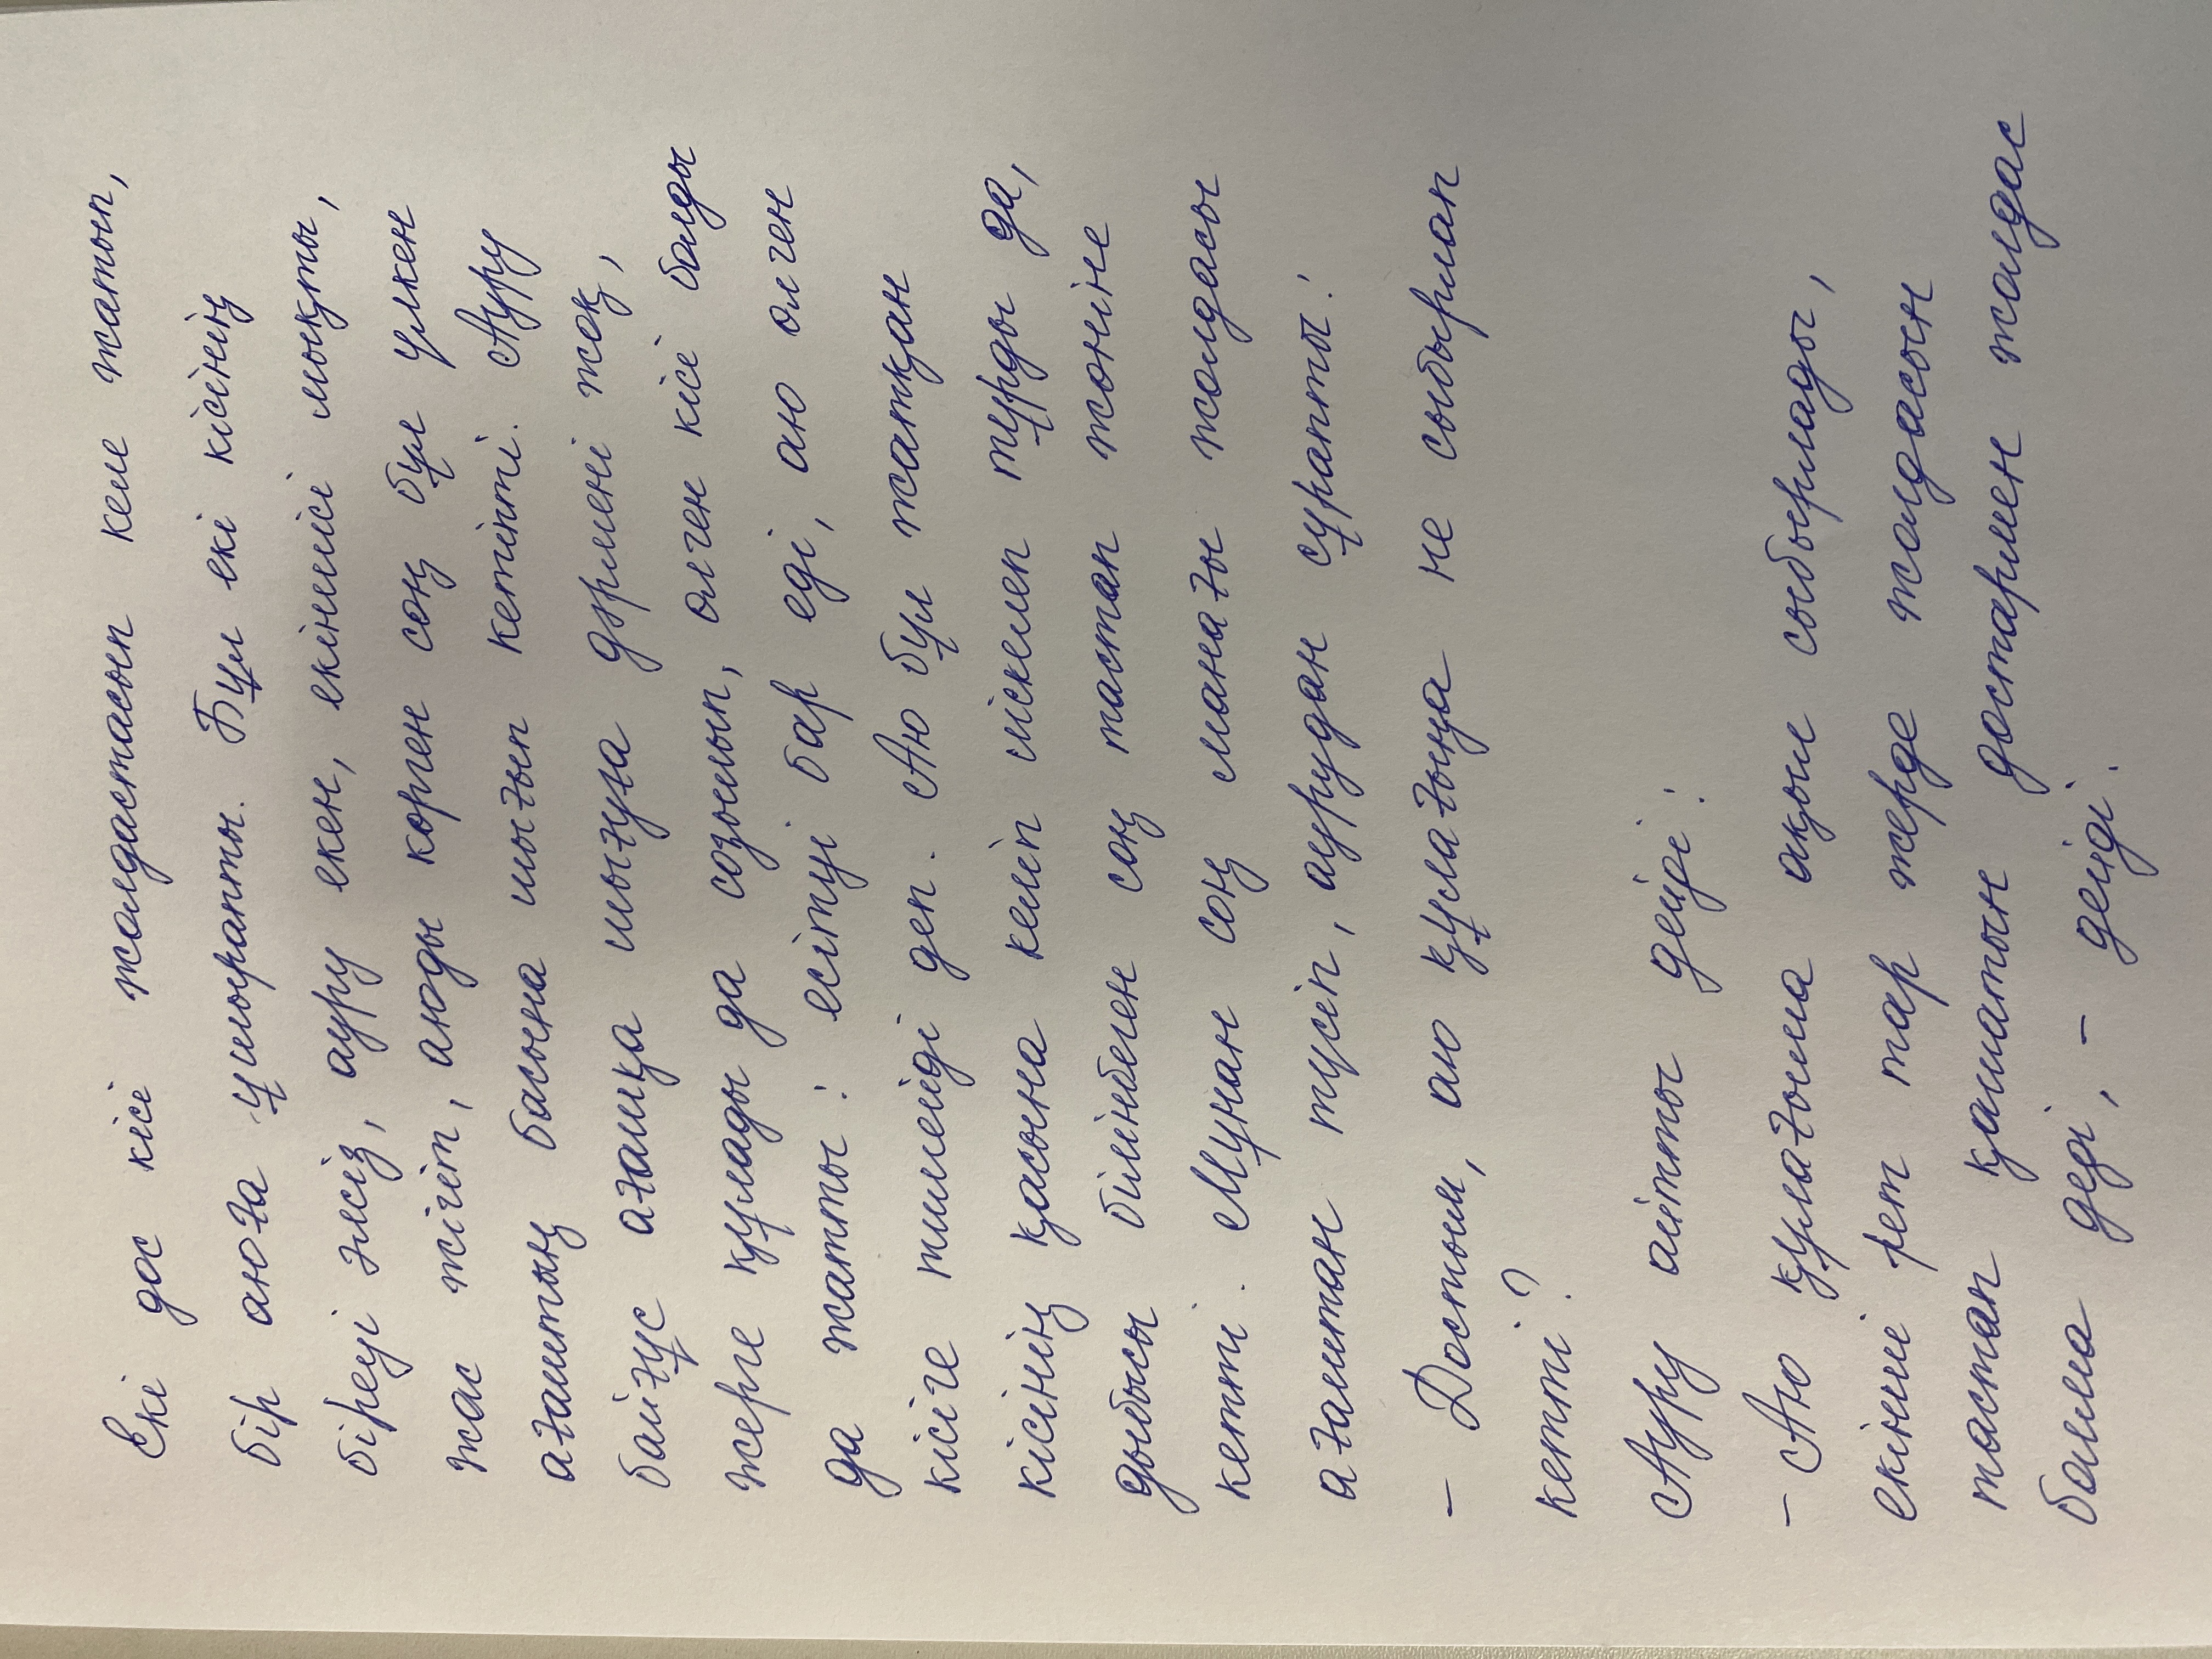 Екі дос кісі жолдастасып келе жатып,
бір аюға ұшырапты. Бұл екі кісінің
біреуі әлсіз, ауру екен, екіншісі мықты,
жас жігіт, аюды көрген соң бұл үлкен
ағаштың басына шығып кетіпті. Ауру
байғұс ағашқа шығуға дәрмені жоқ,
жерге құлады да созылып, өлген кісі болды
да жатты: есітуі бар еді, аю өлген
кісіге тимейді деп. Аю бұл жатқан
кісінің қасына келіп иіскелеп тұрды да,
дыбысы білінбеген соң тастап жөніне
кетті. Мұнан соң манағы жолдасы
ағаштан түсіп, аурудан сұрапты:
– Достым, аю құлағыңа не сыбырлап
кетті?
Ауру айтты дейді:
– Аю құлағыма ақыл сыбырлады,
екінші рет тар жерде жолдасын
тастап қашатын достармен жолдас
болма деді, – дейді.